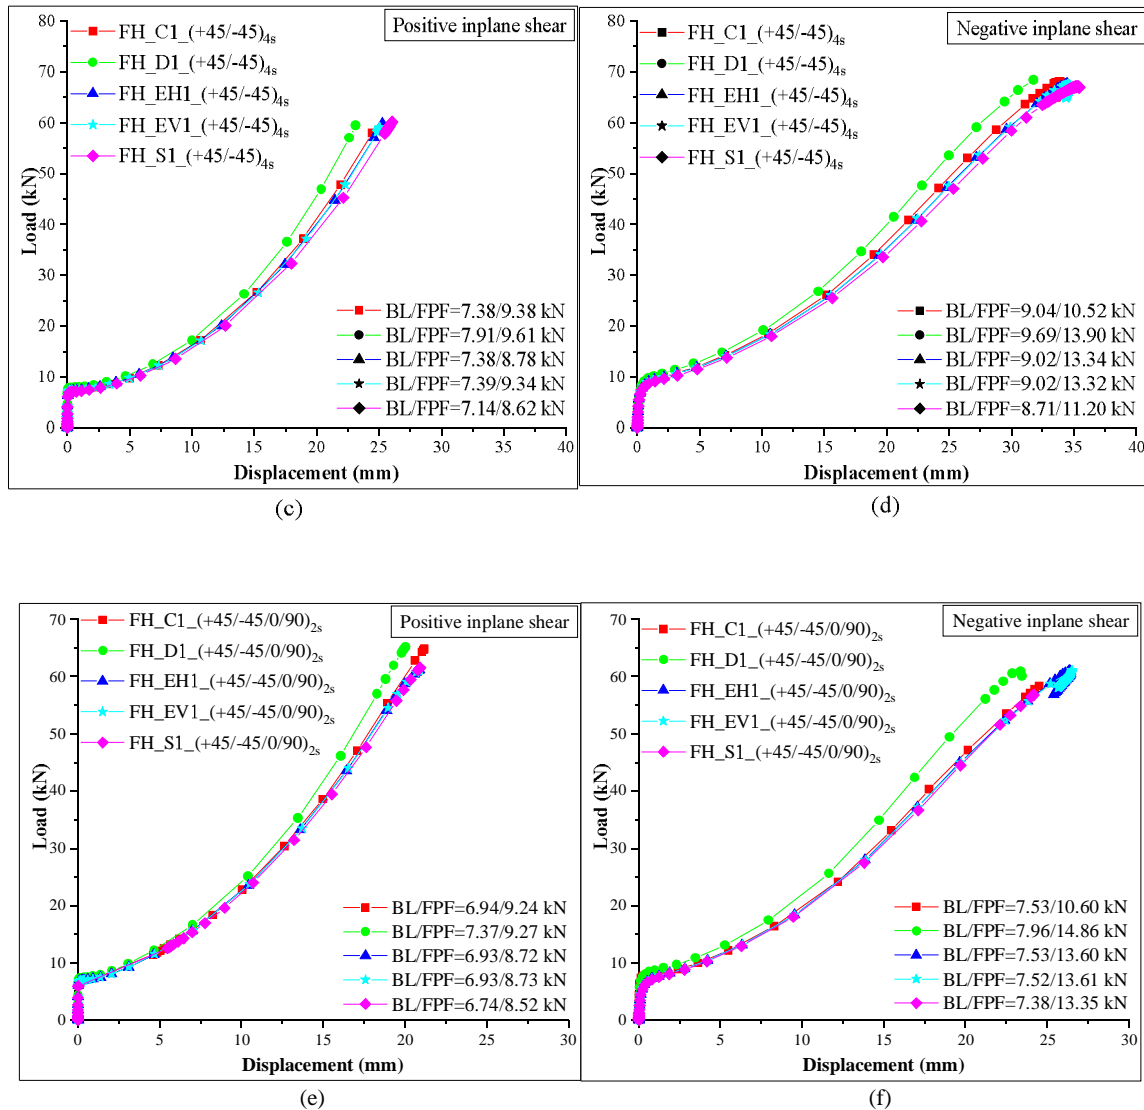 Positive inplane shear
FH_C1_(+45/-45)4s
FH_D1_(+45/-45)4s
FH_EH1_(+45/-45)4s
FH_EV1_(+45/-45)4s
FH_S1_(+45/-45)4s
BL/FPF=7.38/9.38 kN
BL/FPF=7.91/9.61 kN
BL/FPF=7.38/8.78 kN
BL/FPF=7.39/9.34 kN
BL/FPF=7.14/8.62 kN
80
70
60
50
40
30
20
10
0
Load (kN)
0 5 10 15 20 25 30 35 40
Displacement (mm)
(c)
Negative inplane shear
FH_C1_(+45/-45)4s
FH_D1_(+45/-45)4s
FH_EH1_(+45/-45)4s
FH_EV1_(+45/-45)4s
FH_S1_(+45/-45)4s
BL/FPF=9.04/10.52 kN
BL/FPF=9.69/13.90 kN
BL/FPF=9.02/13.34 kN
BL/FPF=9.02/13.32 kN
BL/FPF=8.71/11.20 kN
80
70
60
50
40
30
20
10
0
Load (kN)
0 5 10 15 20 25 30 35 40
Displacement (mm)
(d)
Positive inplane shear
FH_C1_(+45/-45/0/90)2s
FH_D1_(+45/-45/0/90)2s
FH_EH1_(+45/-45/0/90)2s
FH_EV1_(+45/-45/0/90)2s
FH_S1_(+45/-45/0/90)2s
BL/FPF=6.94/9.24 kN
BL/FPF=7.37/9.27 kN
BL/FPF=6.93/8.72 kN
BL/FPF=6.93/8.73 kN
BL/FPF=6.74/8.52 kN
70
60
50
40
30
20
10
0
Load (kN)
0 5 10 15 20 25 30
Displacement (mm)
(e)
Negative inplane shear
FH_C1_(+45/-45/0/90)2s
FH_D1_(+45/-45/0/90)2s
FH_EH1_(+45/-45/0/90)2s
FH_EV1_(+45/-45/0/90)2s
FH_S1_(+45/-45/0/90)2s
BL/FPF=7.53/10.60 kN
BL/FPF=7.96/14.86 kN
BL/FPF=7.53/13.60 kN
BL/FPF=7.52/13.61 kN
BL/FPF=7.38/13.35 kN
70
60
50
40
30
20
10
0
Load (kN)
0 5 10 15 20 25 30
Displacement (mm)
(f)